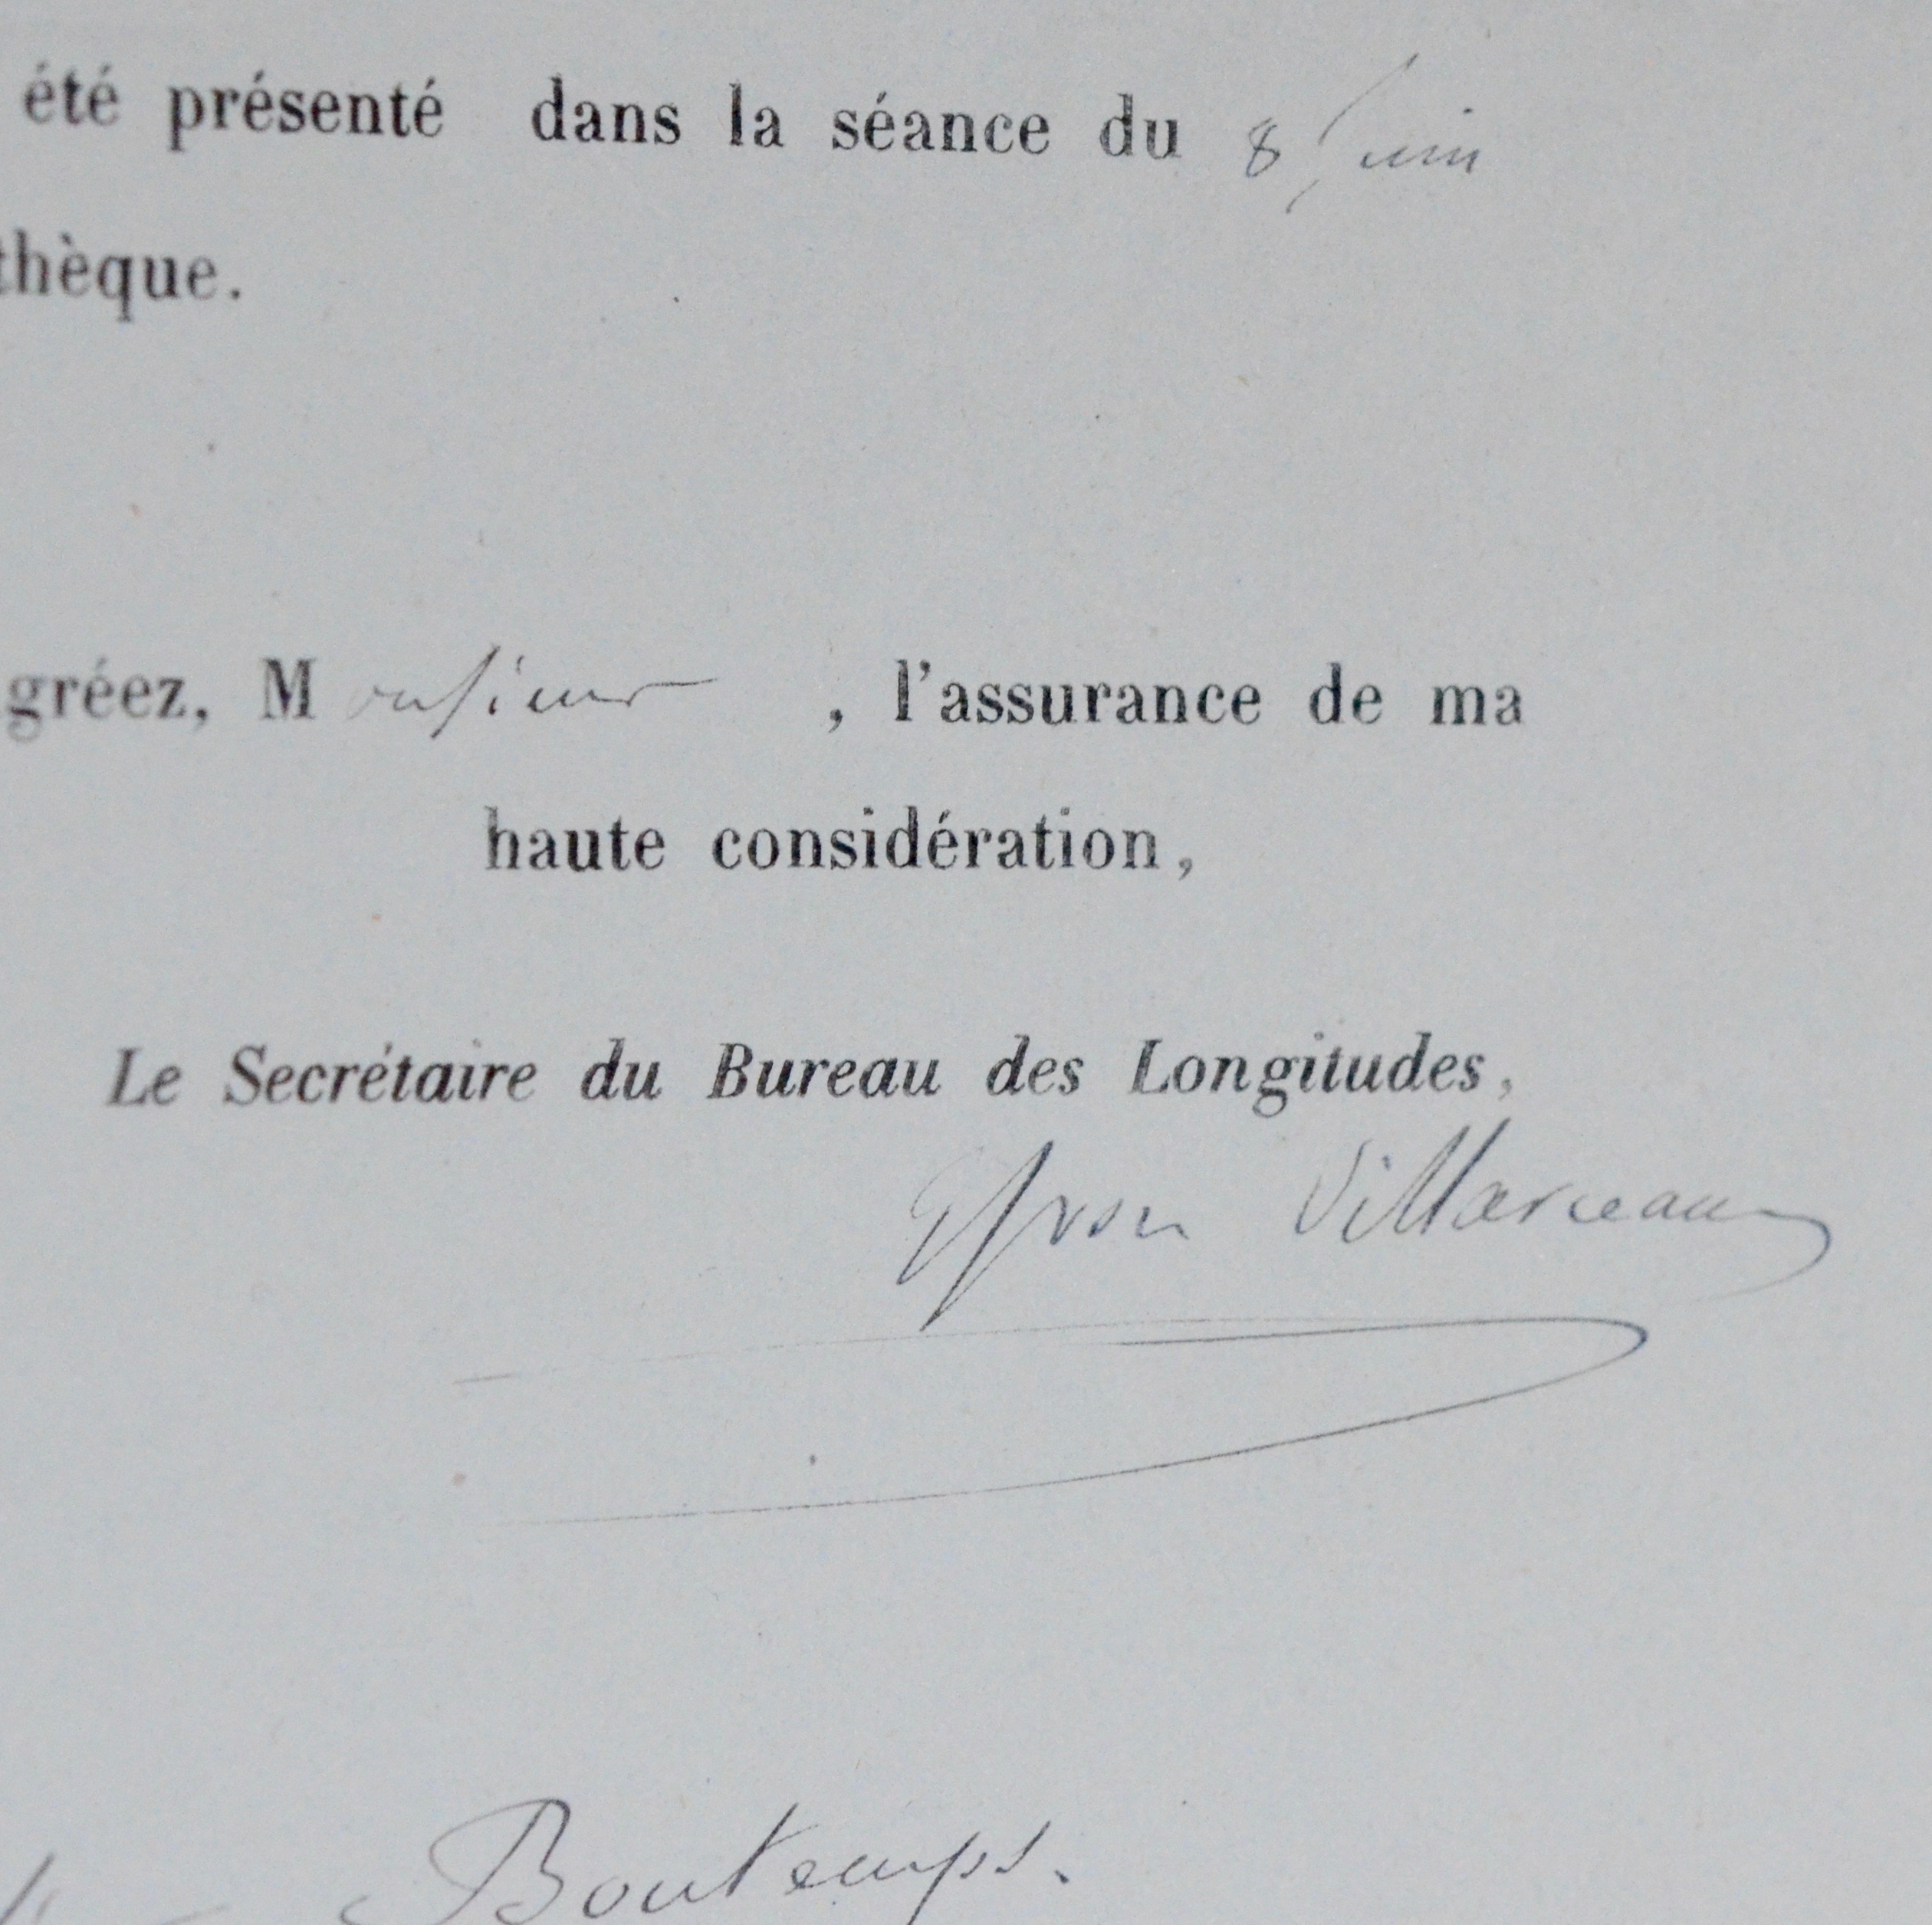 été présenté dans la séance du 8 Juin
thèque.
gréez, Monsieur , l'assurance de ma
haute considération,
Le Secrétaire du Bureau des Longitudes,
Yvon Villarceau
Bontemps.